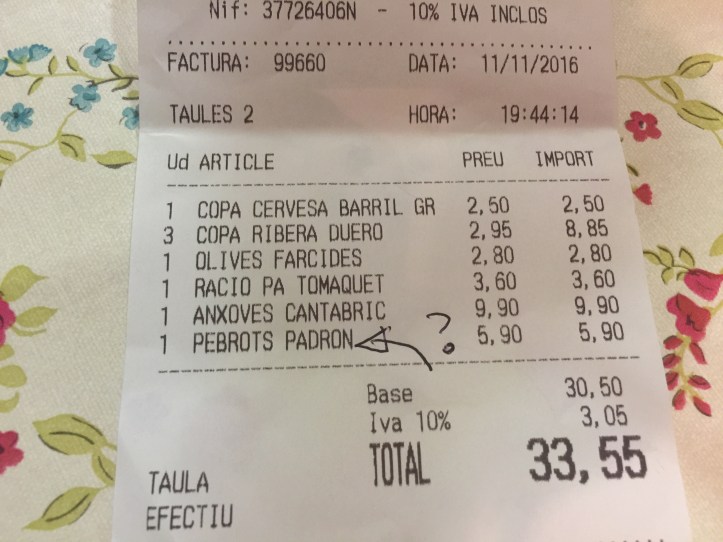 Nif: 37726406N - 10% IVA INCLOS
FACTURA: 99660 DATA: 11/11/2016
TAULES 2 HORA: 19:44:14
Ud ARTICLE PREU IMPORT
1 COPA CERVESA BARRIL GR 2,50 2,50
3 COPA RIBERA DUERO 2,95 8,85
1 OLIVES FARCIDES 2,80 2,80
1 RACIO PA TOMAQUET 3,60 3,60
1 ANXOVES CANTABRIC 9,90 9,90
1 PEBROTS PADRON ? 5,90 5,90
Base 30,50
Iva 10% 3,05
TOTAL 33,55
TAULA
EFECTIU